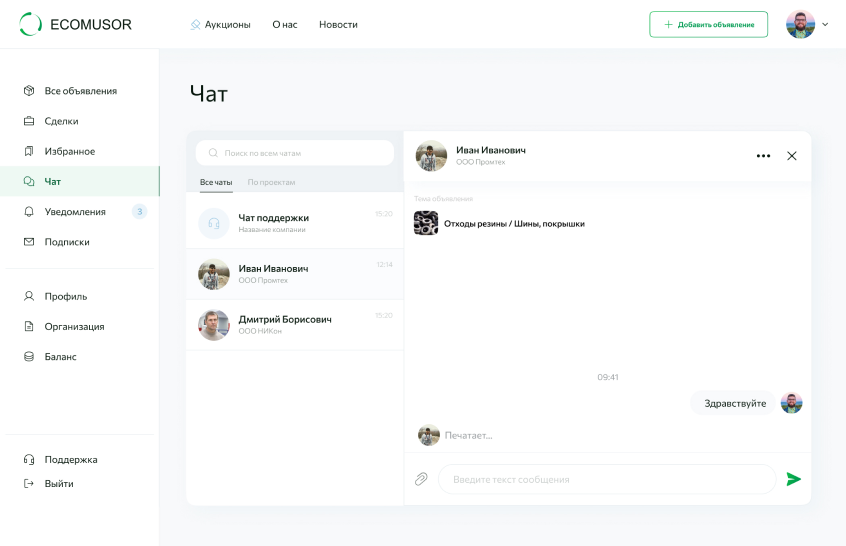 ECOMUSOR
Аукционы
О нас
Новости
Добавить объявление
Все объявления
Сделки
Избранное
Чат
Уведомления 3
Подписки
Профиль
Организация
Баланс
Поддержка
Выйти
Чат
Поиск по всем чатам
Все чаты
По проектам
Чат поддержки 15:20
Название компании
Иван Иванович 12:14
ООО Промтех
Дмитрий Борисович 15:20
ООО НИКон
Иван Иванович
ООО Промтех
Тема объявления
Отходы резины / Шины, покрышки
09:41
Здравствуйте
Печатает...
Введите текст сообщения